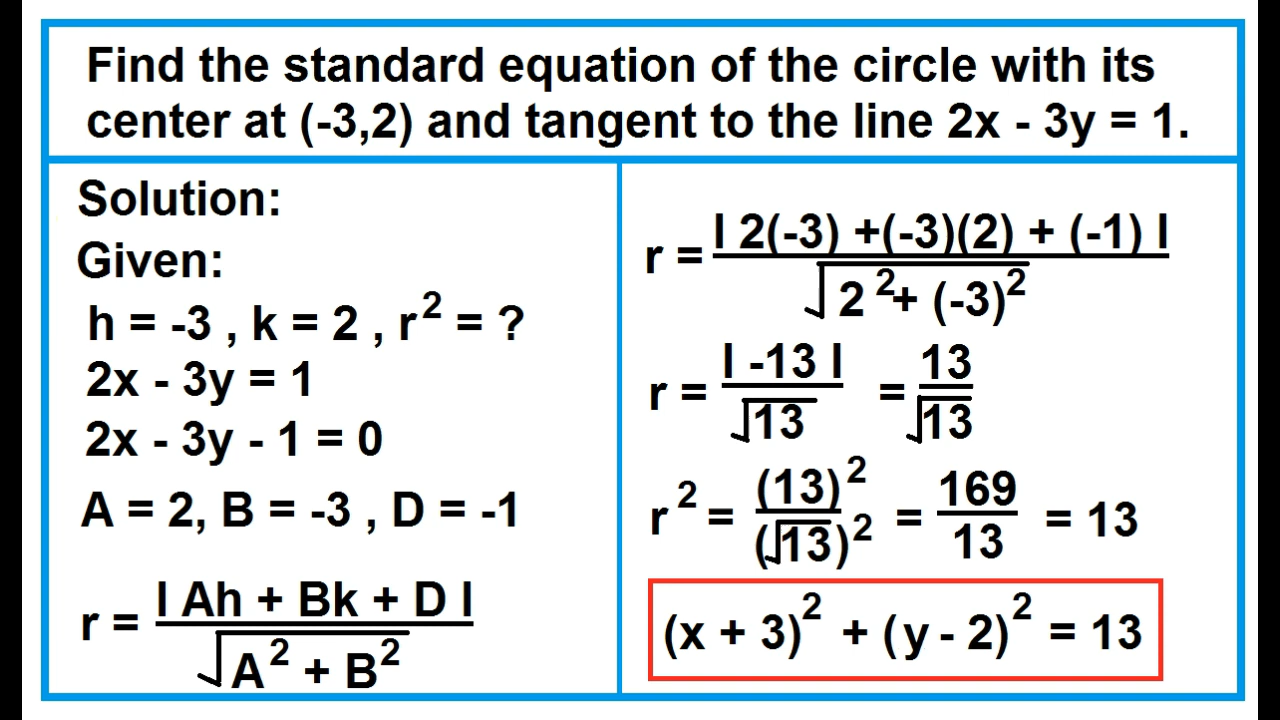 Find the standard equation of the circle with its
center at (-3,2) and tangent to the line 2x - 3y = 1.
Solution:
Given:
h = -3 , k = 2 , r² = ?
2x - 3y = 1
2x - 3y - 1 = 0
A = 2, B = -3 , D = -1
r = | Ah + Bk + D | / √(A² + B²)
r = | 2(-3) +(-3)(2) + (-1) | / √(2² + (-3)²)
r = | -13 | / √13 = 13 / √13
r² = (13)² / (√13)² = 169 / 13 = 13
(x + 3)² + (y - 2)² = 13